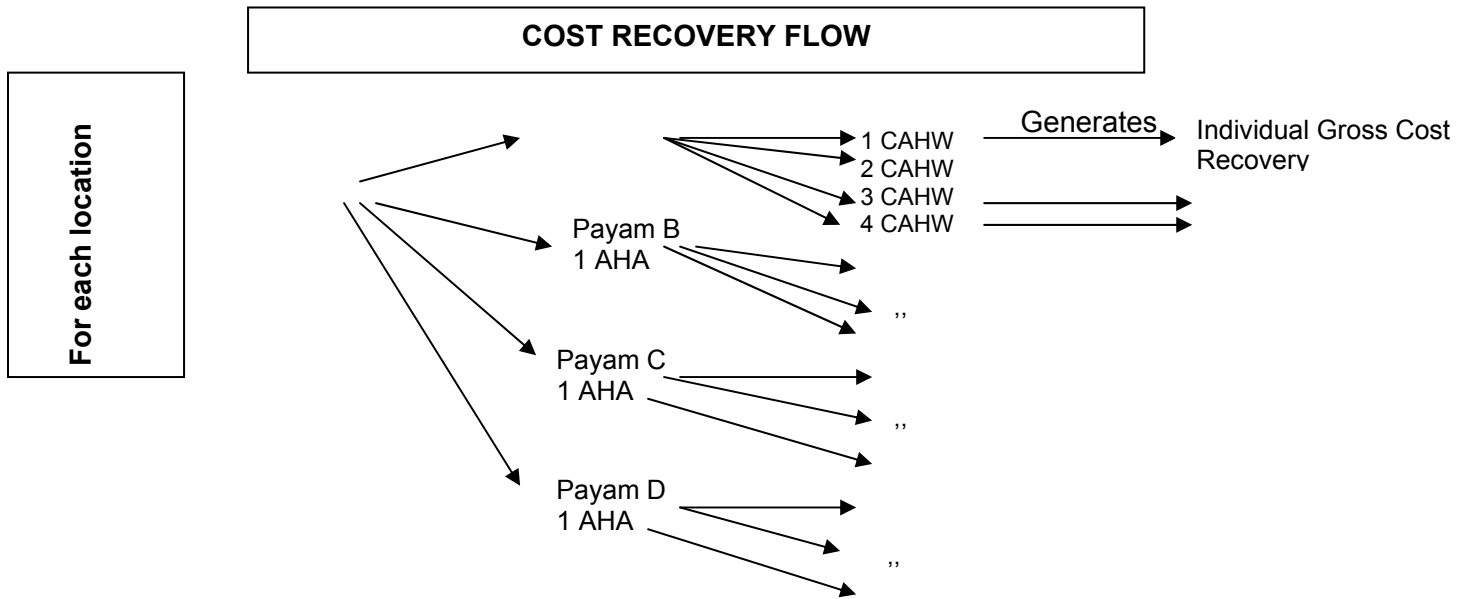 COST RECOVERY FLOW
For each location
Generates
Individual Gross Cost
Recovery
1 CAHW
2 CAHW
3 CAHW
4 CAHW
Payam B
1 AHA
,,
Payam C
1 AHA
,,
Payam D
1 AHA
,,